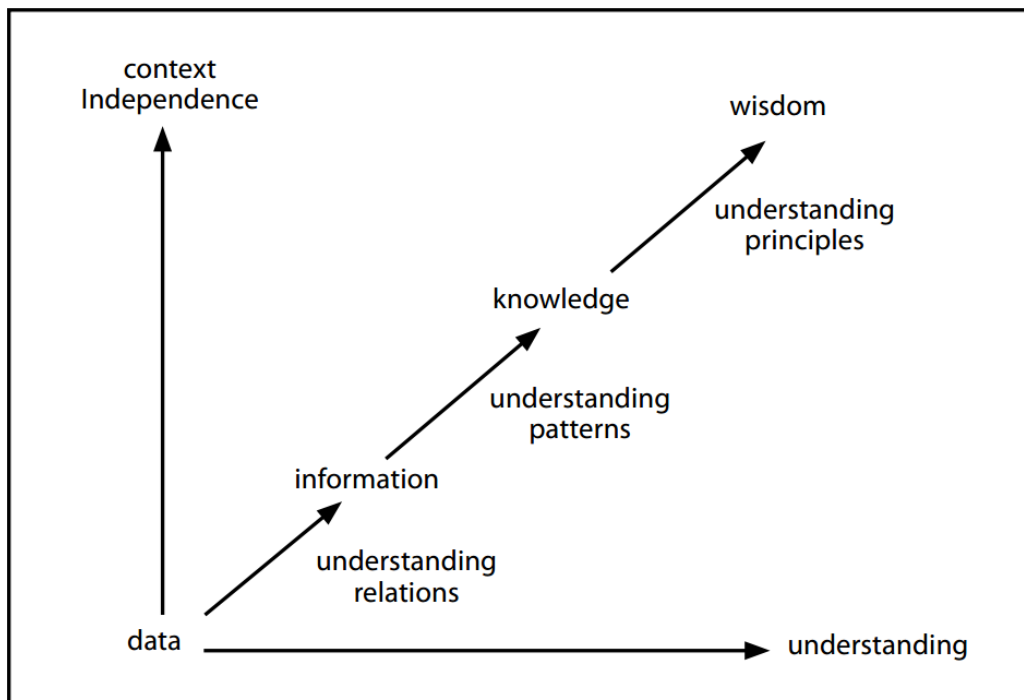 context
Independence
wisdom
understanding
principles
knowledge
understanding
patterns
information
understanding
relations
data
understanding